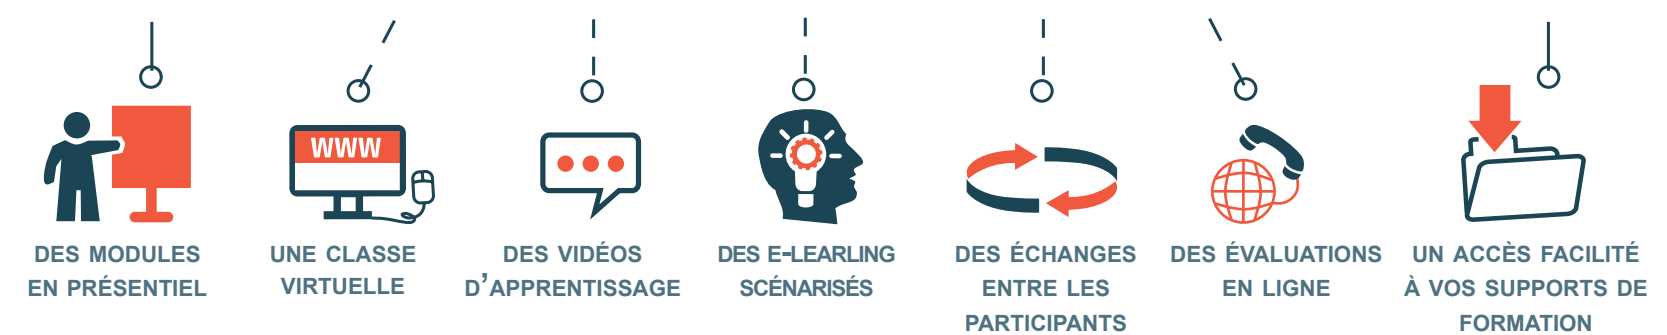 WWW
DES MODULES
EN PRÉSENTIEL
UNE CLASSE
VIRTUELLE
DES VIDÉOS
D'APPRENTISSAGE
DES E-LEARLING
SCÉNARISÉS
DES ÉCHANGES
ENTRE LES
PARTICIPANTS
DES ÉVALUATIONS
EN LIGNE
UN ACCÈS FACILITÉ
À VOS SUPPORTS DE
FORMATION